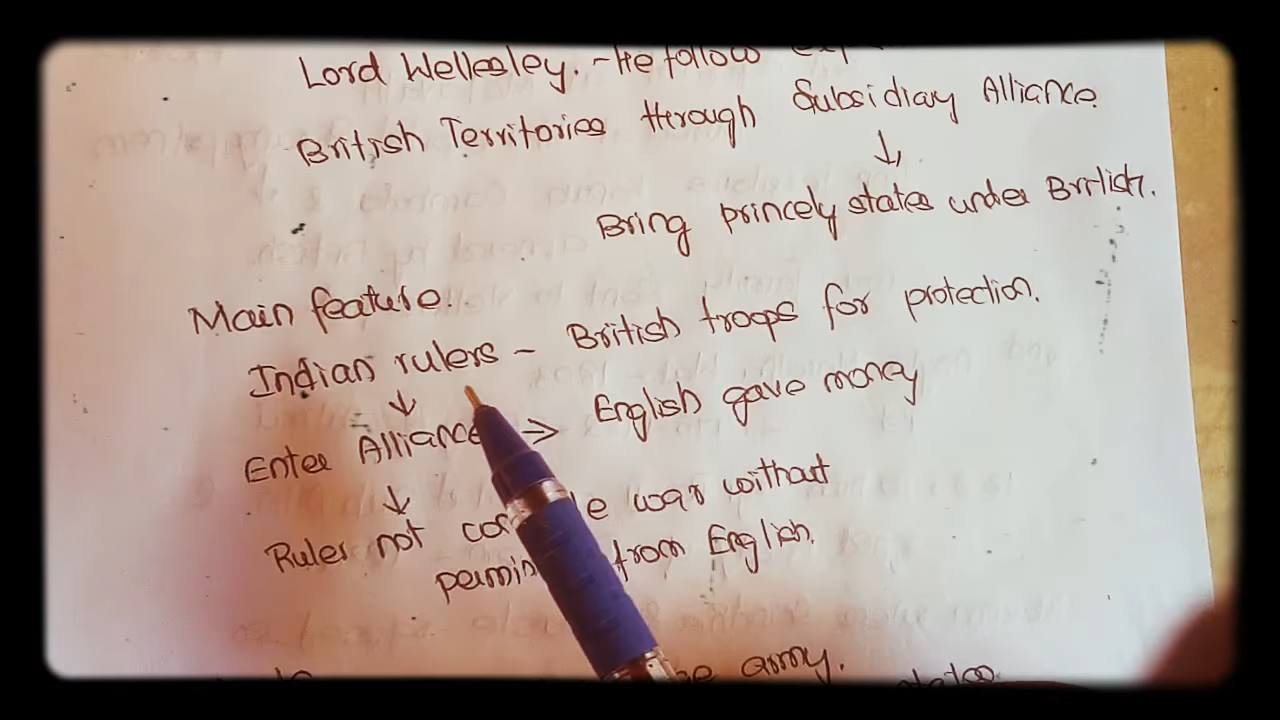 Lord Wellesley. - He follow
British Territories through Subsidiary Alliance.
↓
Bring princely states under British.
Main feature.
Indian rulers - British troops for protection.
↓
Enter Alliance → English gave money
↓
Ruler not war without
from English.
army.
states